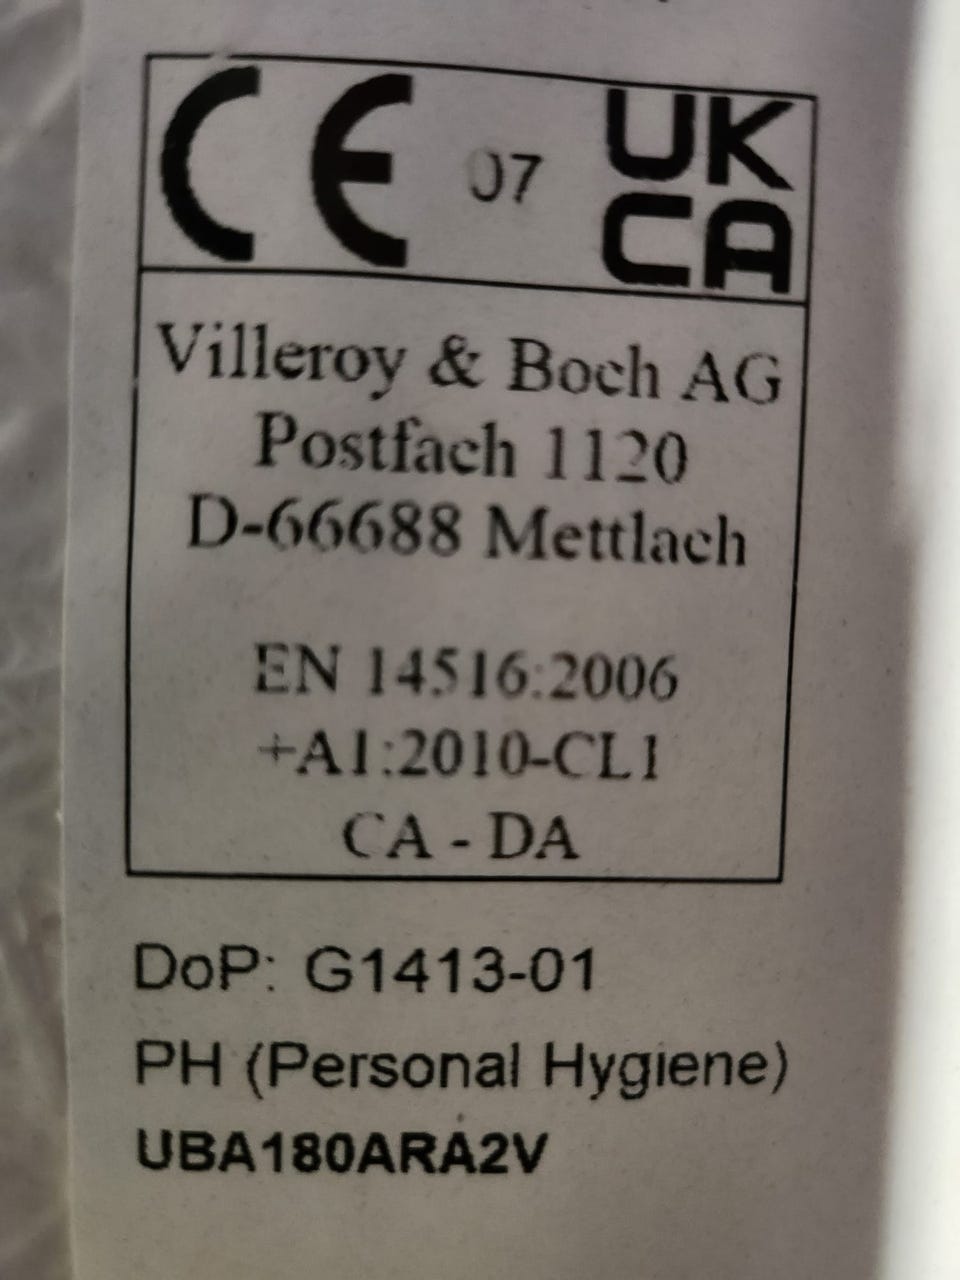 CE 07 UK
CA
Villeroy & Boch AG
Postfach 1120
D-66688 Mettlach
EN 14516:2006
+A1:2010-CL1
CA - DA
DoP: G1413-01
PH (Personal Hygiene)
UBA180ARA2V